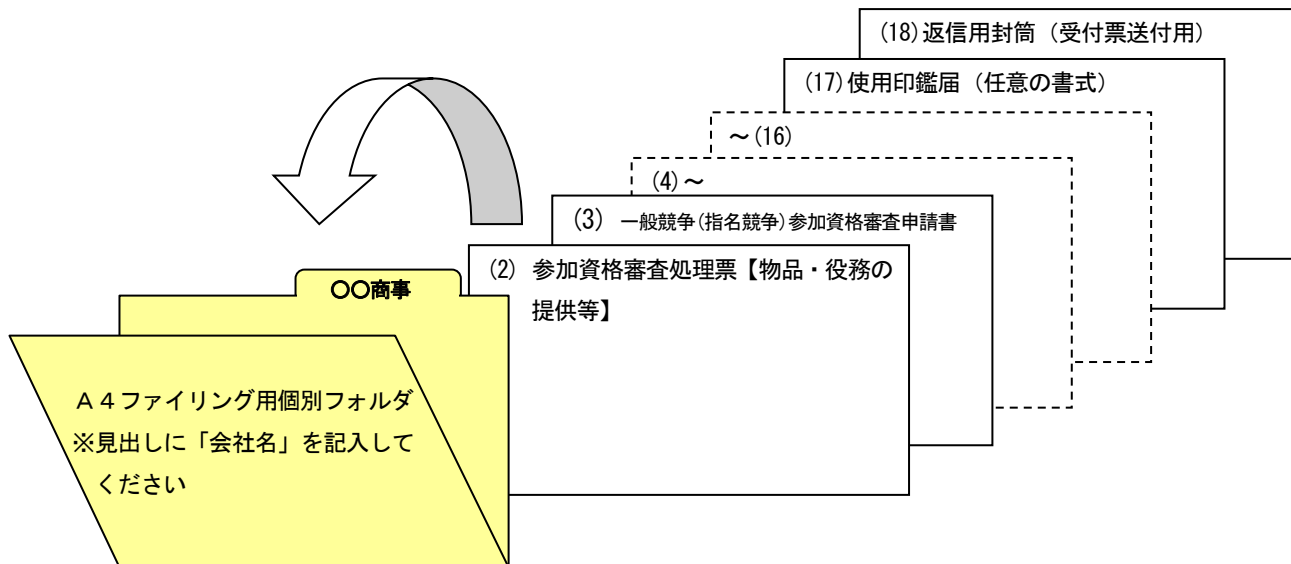 (18)返信用封筒（受付票送付用）
(17)使用印鑑届（任意の書式）
～(16)
(4)～
(3) 一般競争(指名競争)参加資格審査申請書
(2) 参加資格審査処理票【物品・役務の
提供等】
〇〇商事
Ａ４ファイリング用個別フォルダ
※見出しに「会社名」を記入して
ください